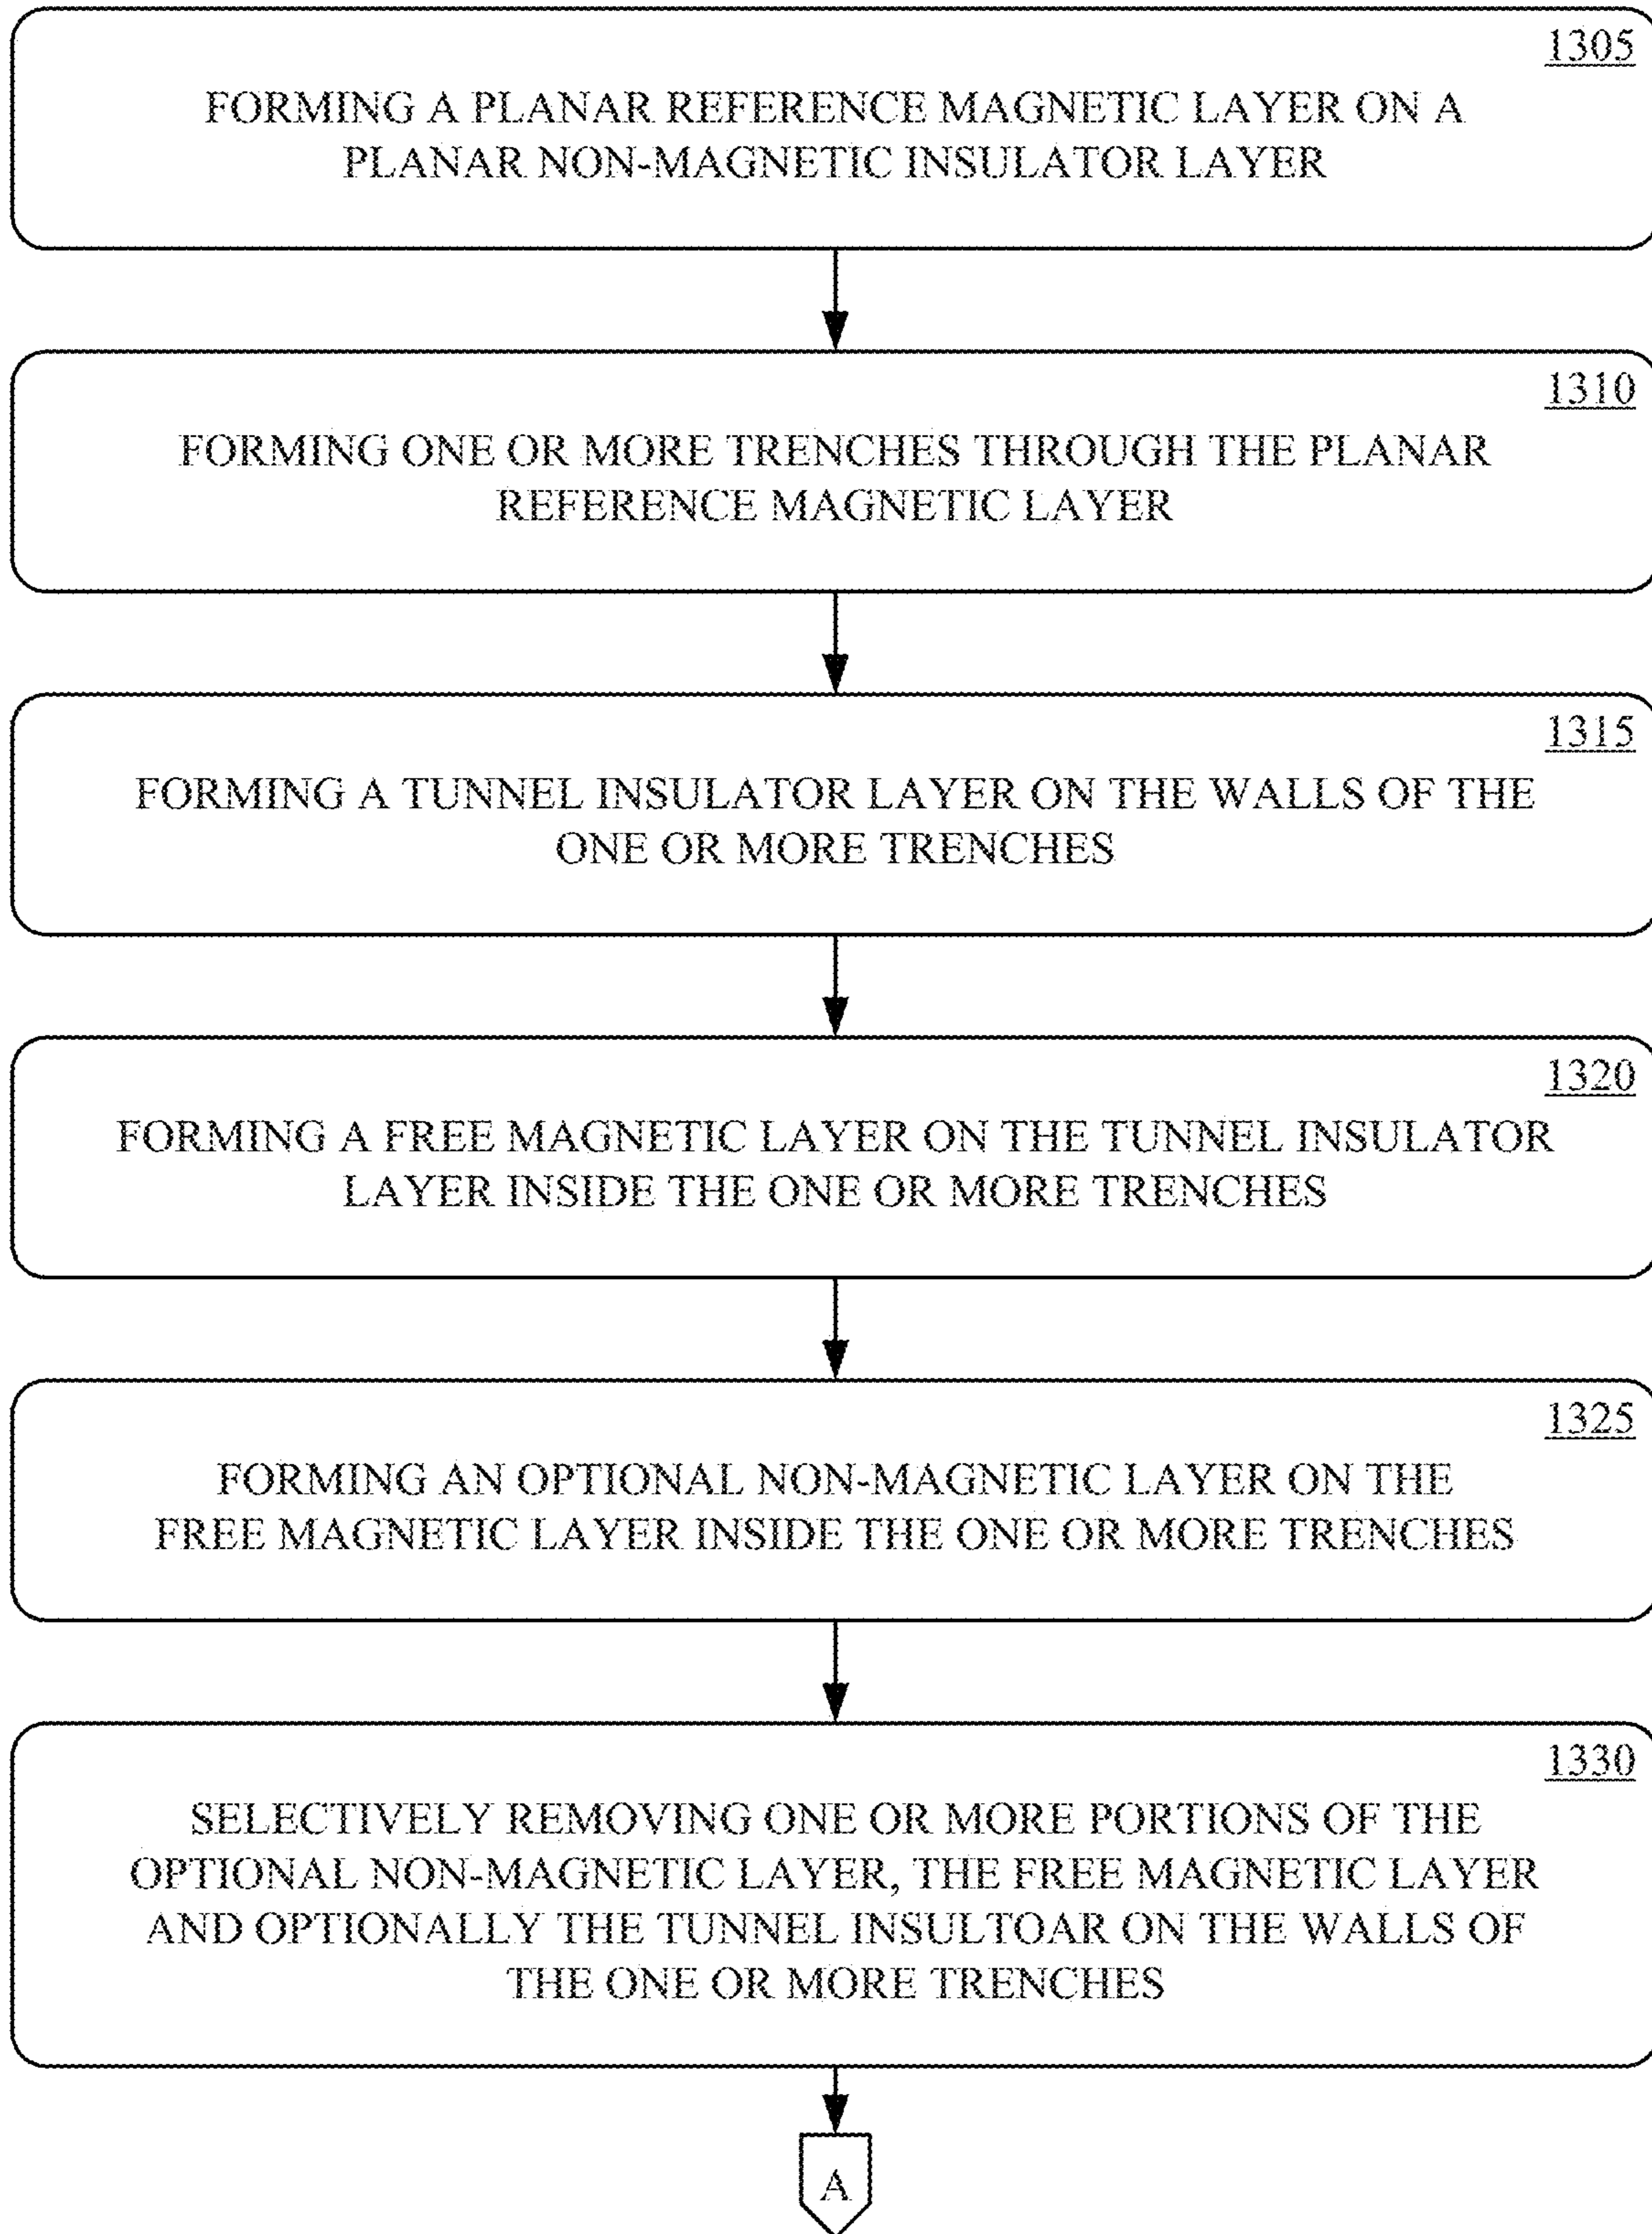 1305
FORMING A PLANAR REFERENCE MAGNETIC LAYER ON A
PLANAR NON-MAGNETIC INSULATOR LAYER
1310
FORMING ONE OR MORE TRENCHES THROUGH THE PLANAR
REFERENCE MAGNETIC LAYER
1315
FORMING A TUNNEL INSULATOR LAYER ON THE WALLS OF THE
ONE OR MORE TRENCHES
1320
FORMING A FREE MAGNETIC LAYER ON THE TUNNEL INSULATOR
LAYER INSIDE THE ONE OR MORE TRENCHES
1325
FORMING AN OPTIONAL NON-MAGNETIC LAYER ON THE
FREE MAGNETIC LAYER INSIDE THE ONE OR MORE TRENCHES
1330
SELECTIVELY REMOVING ONE OR MORE PORTIONS OF THE
OPTIONAL NON-MAGNETIC LAYER, THE FREE MAGNETIC LAYER
AND OPTIONALLY THE TUNNEL INSULTOAR ON THE WALLS OF
THE ONE OR MORE TRENCHES
A